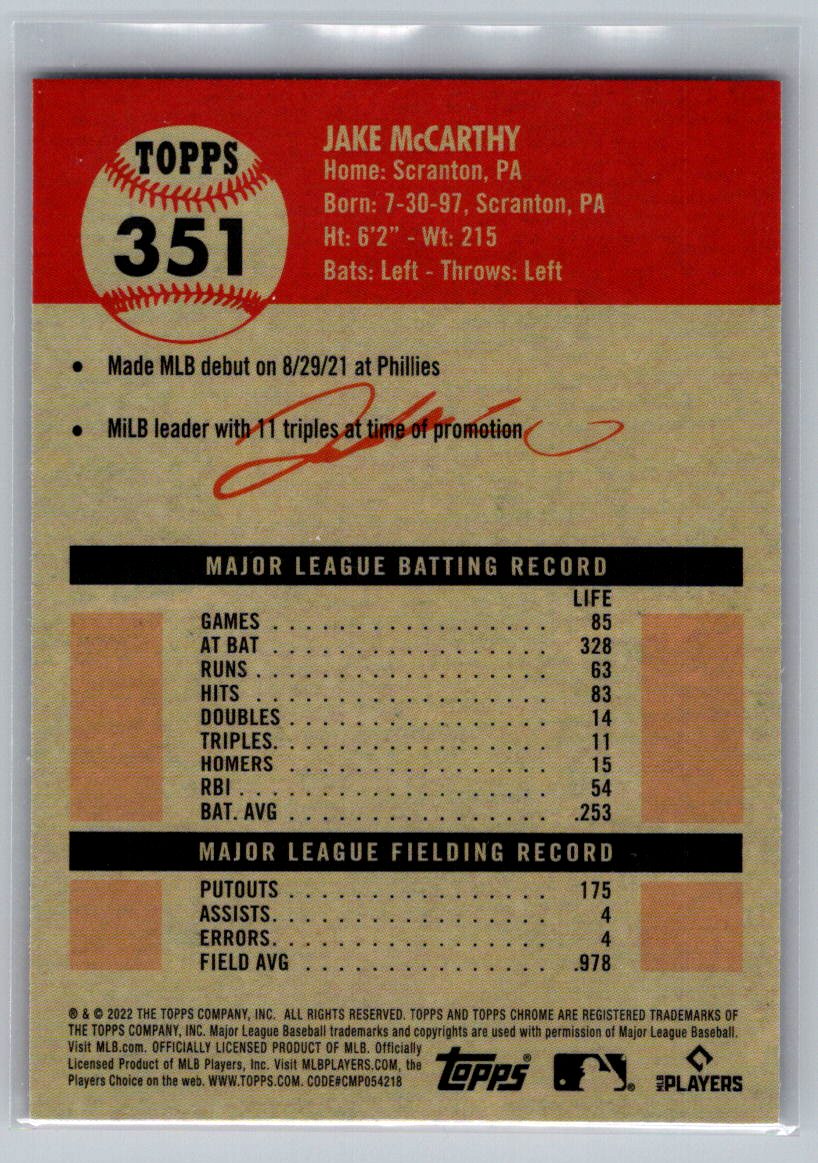 TOPPS
351
JAKE McCARTHY
Home: Scranton, PA
Born: 7-30-97, Scranton, PA
Ht: 6'2" - Wt: 215
Bats: Left - Throws: Left
• Made MLB debut on 8/29/21 at Phillies
• MiLB leader with 11 triples at time of promotion
MAJOR LEAGUE BATTING RECORD
LIFE
GAMES . . . . . . . . . . . . . . . . . 85
AT BAT . . . . . . . . . . . . . . . . . 328
RUNS . . . . . . . . . . . . . . . . . . 63
HITS . . . . . . . . . . . . . . . . . . 83
DOUBLES . . . . . . . . . . . . . . . . 14
TRIPLES. . . . . . . . . . . . . . . . . 11
HOMERS . . . . . . . . . . . . . . . . 15
RBI . . . . . . . . . . . . . . . . . . . 54
BAT. AVG . . . . . . . . . . . . . . . . .253
MAJOR LEAGUE FIELDING RECORD
PUTOUTS . . . . . . . . . . . . . . . . 175
ASSISTS. . . . . . . . . . . . . . . . . 4
ERRORS. . . . . . . . . . . . . . . . . 4
FIELD AVG . . . . . . . . . . . . . . . .978
® & © 2022 THE TOPPS COMPANY, INC. ALL RIGHTS RESERVED. TOPPS AND TOPPS CHROME ARE REGISTERED TRADEMARKS OF
THE TOPPS COMPANY, INC. Major League Baseball trademarks and copyrights are used with permission of Major League Baseball.
Visit MLB.com. OFFICIALLY LICENSED PRODUCT OF MLB. Officially
Licensed Product of MLB Players, Inc. Visit MLBPLAYERS.COM, the
Players Choice on the web. WWW.TOPPS.COM. CODE#CMP054218
Topps®
®
MLB PLAYERS